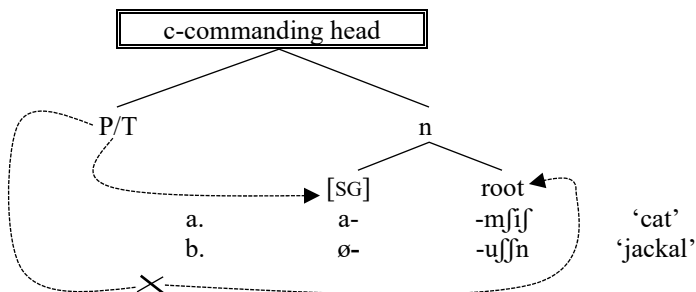 c-commanding head
P/T n
[SG] root
a. a- -mʃiʃ ‘cat’
b. ø- -uʃʃn ‘jackal’